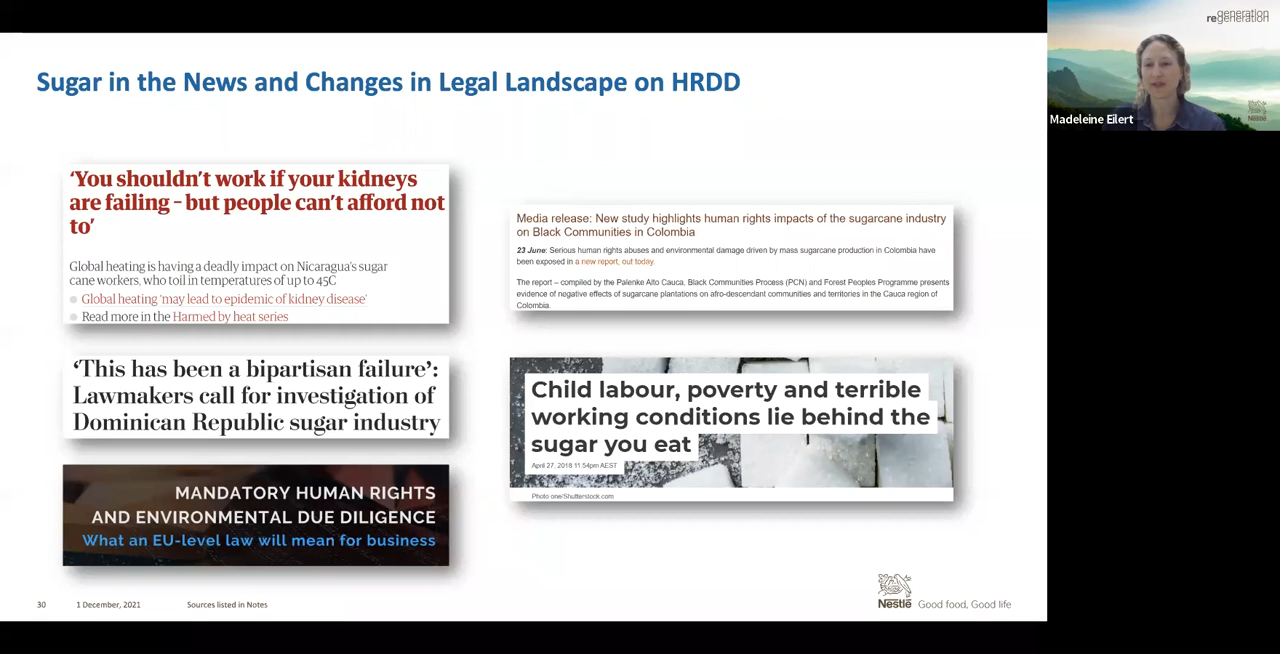 Sugar in the News and Changes in Legal Landscape on HRDD
‘You shouldn’t work if your kidneys
are failing – but people can’t afford not
to’
Global heating is having a deadly impact on Nicaragua’s sugar
cane workers, who toil in temperatures of up to 45C
Global heating ‘may lead to epidemic of kidney disease’
Read more in the Harmed by heat series
‘This has been a bipartisan failure’:
Lawmakers call for investigation of
Dominican Republic sugar industry
MANDATORY HUMAN RIGHTS
AND ENVIRONMENTAL DUE DILIGENCE
What an EU-level law will mean for business
Media release: New study highlights human rights impacts of the sugarcane industry
on Black Communities in Colombia
23 June: Serious human rights abuses and environmental damage driven by mass sugarcane production in Colombia have
been exposed in a new report, out today.
The report – compiled by the Palenke Alto Cauca, Black Communities Process (PCN) and Forest Peoples Programme presents
evidence of negative effects of sugarcane plantations on afro-descendant communities and territories in the Cauca region of
Colombia.
Child labour, poverty and terrible
working conditions lie behind the
sugar you eat
April 27, 2018 11.54pm AEST
Photo one/Shutterstock.com
30
1 December, 2021
Sources listed in Notes
Nestlé Good food, Good life
generation
regeneration
Nestlé
Madeleine Eilert